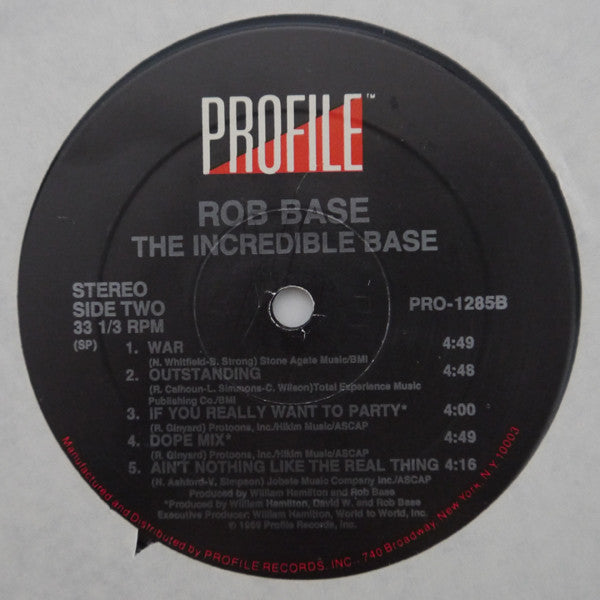 PROFILE™
ROB BASE
THE INCREDIBLE BASE
STEREO
SIDE TWO
33 1/3 RPM
(SP)
PRO-1285B
1. WAR 4:49
(N. Whitfield-B. Strong) Stone Agate Music/BMI
2. OUTSTANDING 4:48
(R. Calhoun-L. Simmons-C. Wilson)Total Experience Music
Publishing Co./BMI
3. IF YOU REALLY WANT TO PARTY* 4:00
(R. Ginyard) Protoons, Inc./Hikim Music/ASCAP
4. DOPE MIX* 4:49
(R. Ginyard) Protoons, Inc./Hikim Music/ASCAP
5. AIN'T NOTHING LIKE THE REAL THING 4:16
(N. Ashford-V. Simpson) Jobete Music Company Inc./ASCAP
Produced by William Hamilton and Rob Base
*Produced by William Hamilton, David W. and Rob Base
Executive Producer: William Hamilton, World to World, Inc.
© 1989 Profile Records, Inc.
Manufactured and Distributed by PROFILE RECORDS, INC., 740 Broadway, New York, N Y 10003